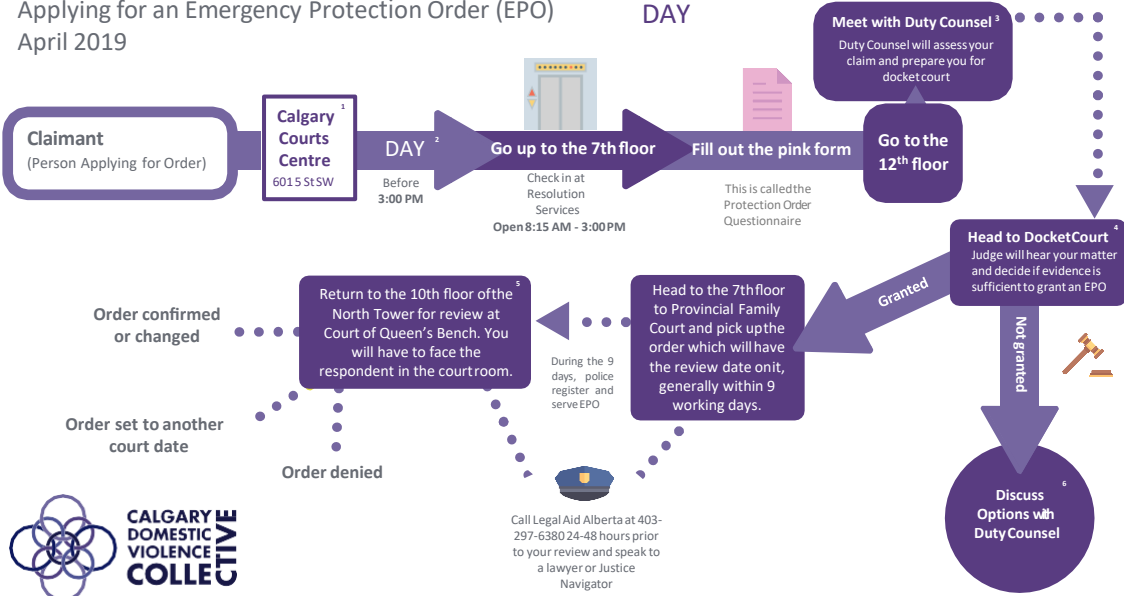 Applying for an Emergency Protection Order (EPO)
April 2019
DAY
Claimant
(Person Applying for Order)
Calgary 1
Courts
Centre
601 5 St SW
DAY 2
Before
3:00 PM
Go up to the 7th floor
Check in at
Resolution
Services
Open 8:15 AM - 3:00 PM
Fill out the pink form
This is called the
Protection Order
Questionnaire
Go to the
12th floor
Meet with Duty Counsel 3
Duty Counsel will assess your
claim and prepare you for
docket court
Head to Docket Court 4
Judge will hear your matter
and decide if evidence is
sufficient to grant an EPO
Granted
Not granted
Head to the 7th floor
to Provincial Family
Court and pick up the
order which will have
the review date on it,
generally within 9
working days.
During the 9
days, police
register and
serve EPO
Return to the 10th floor of the 5
North Tower for review at
Court of Queen's Bench. You
will have to face the
respondent in the courtroom.
Order confirmed
or changed
Order set to another
court date
Order denied
Call Legal Aid Alberta at 403-
297-6380 24-48 hours prior
to your review and speak to
a lawyer or Justice
Navigator
6
Discuss
Options with
Duty Counsel
CALGARY
DOMESTIC
VIOLENCE
COLLECTIVE